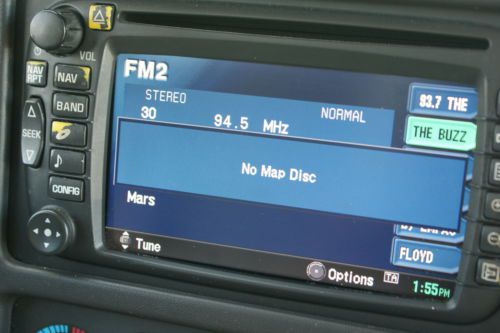 VOL
NAV
RPT
NAV
BAND
SEEK
CONFIG
FM2
STEREO
30 94.5 MHz NORMAL
No Map Disc
Mars
93.7 THE
THE BUZZ
FLOYD
Tune
Options TA 1:55PM